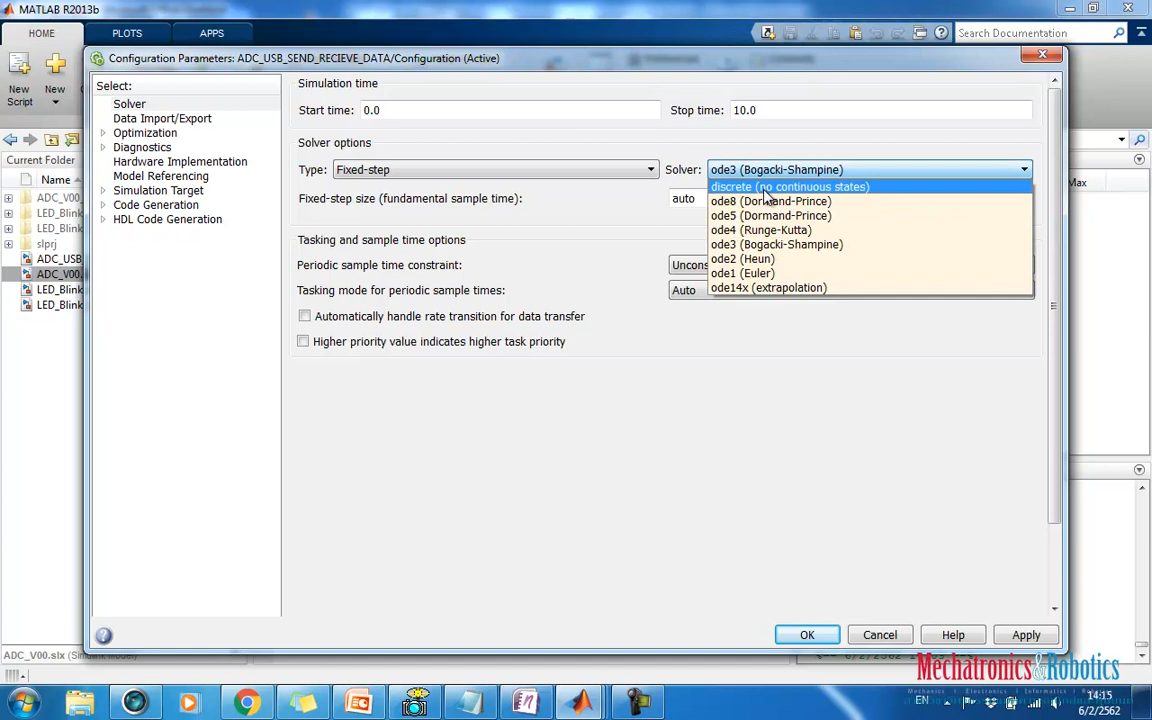 MATLAB R2013b
HOME
PLOTS
APPS
Search Documentation
New
Script
New
Current Folder
Name
ADC_V00.
LED_Blink
LED_Blink
slprj
ADC_USB
ADC_V00.
LED_Blink
LED_Blink
ADC_V00.slx (Simulink Model)
Max
Configuration Parameters: ADC_USB_SEND_RECIEVE_DATA/Configuration (Active)
Select:
Solver
Data Import/Export
Optimization
Diagnostics
Hardware Implementation
Model Referencing
Simulation Target
Code Generation
HDL Code Generation
Simulation time
Start time: 0.0
Stop time: 10.0
Solver options
Type: Fixed-step
Solver: ode3 (Bogacki-Shampine)
discrete (no continuous states)
ode8 (Dormand-Prince)
ode5 (Dormand-Prince)
ode4 (Runge-Kutta)
ode3 (Bogacki-Shampine)
ode2 (Heun)
ode1 (Euler)
ode14x (extrapolation)
Fixed-step size (fundamental sample time): auto
Tasking and sample time options
Periodic sample time constraint: Uncons
Tasking mode for periodic sample times: Auto
Automatically handle rate transition for data transfer
Higher priority value indicates higher task priority
OK
Cancel
Help
Apply
Mechatronics&Robotics
EN
14:15
6/2/2562